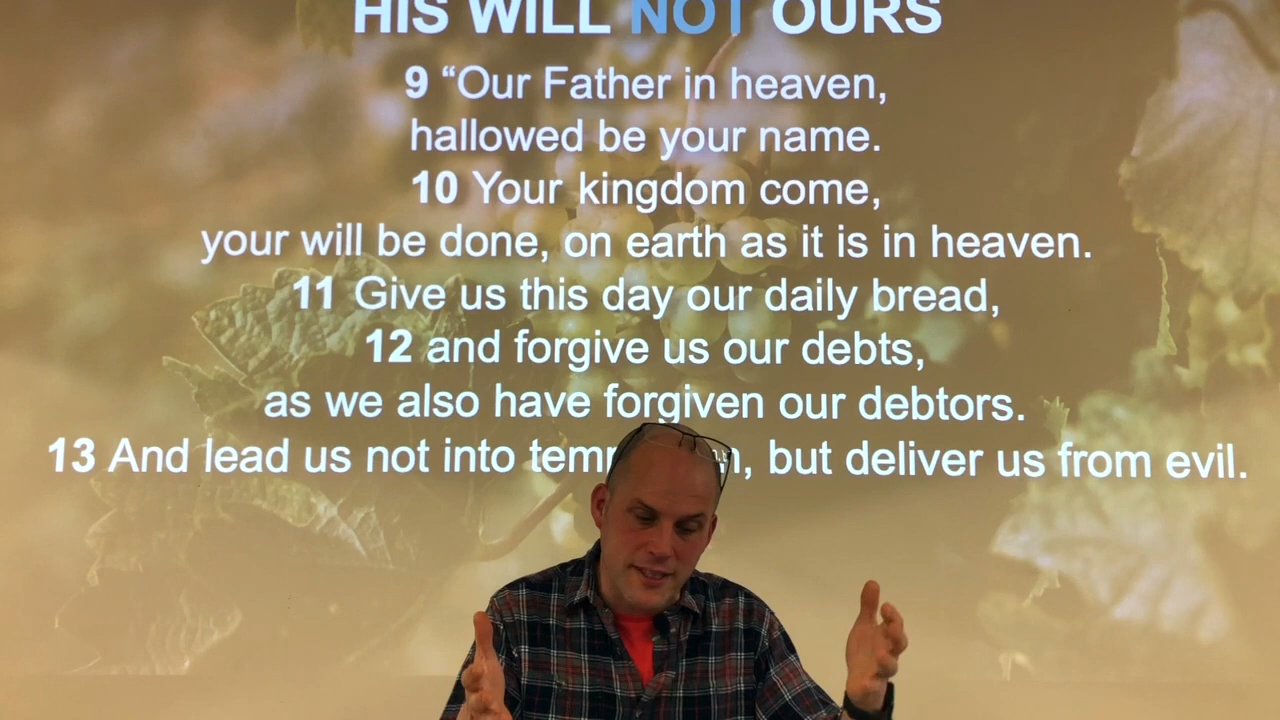 HIS WILL NOT OURS
9 “Our Father in heaven,
hallowed be your name.
10 Your kingdom come,
your will be done, on earth as it is in heaven.
11 Give us this day our daily bread,
12 and forgive us our debts,
as we also have forgiven our debtors.
13 And lead us not into but deliver us from evil.